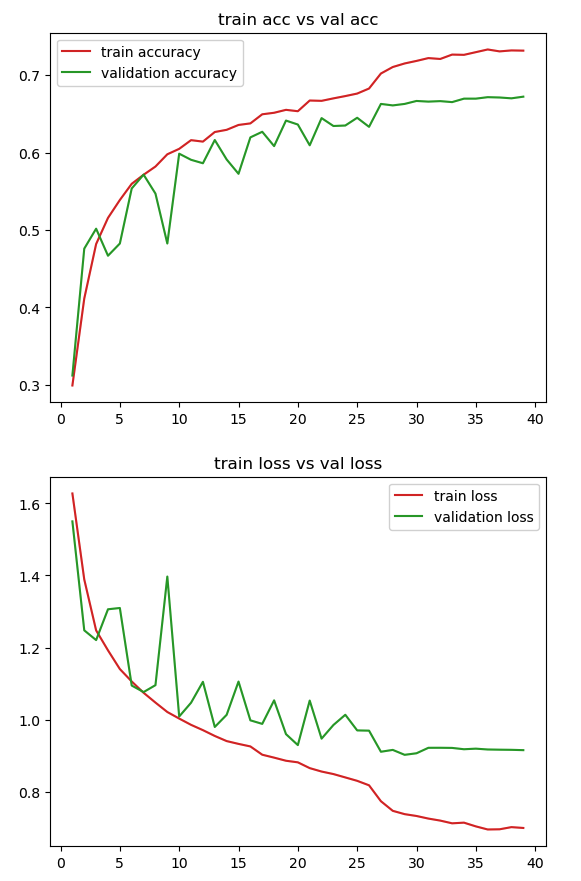 train acc vs val acc
train accuracy
validation accuracy
0.7
0.6
0.5
0.4
0.3
0 5 10 15 20 25 30 35 40
train loss vs val loss
train loss
validation loss
1.6
1.4
1.2
1.0
0.8
0 5 10 15 20 25 30 35 40